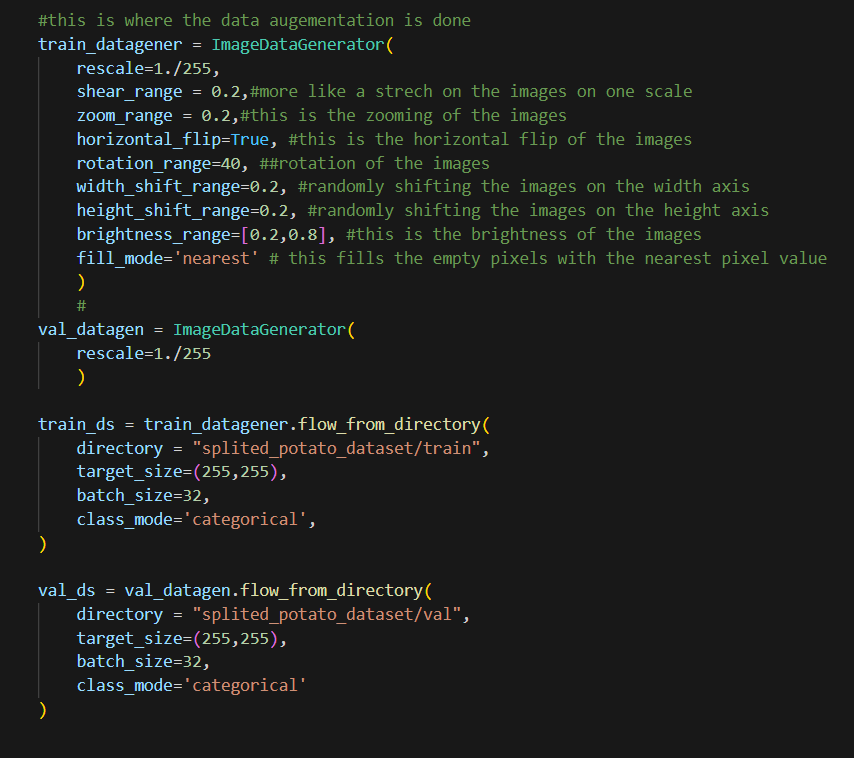 #this is where the data augementation is done
train_datagener = ImageDataGenerator(
    rescale=1./255,
    shear_range = 0.2,#more like a strech on the images on one scale
    zoom_range = 0.2,#this is the zooming of the images
    horizontal_flip=True, #this is the horizontal flip of the images
    rotation_range=40, ##rotation of the images
    width_shift_range=0.2, #randomly shifting the images on the width axis
    height_shift_range=0.2, #randomly shifting the images on the height axis
    brightness_range=[0.2,0.8], #this is the brightness of the images
    fill_mode='nearest' # this fills the empty pixels with the nearest pixel value
    )
    #
val_datagen = ImageDataGenerator(
    rescale=1./255
    )
train_ds = train_datagener.flow_from_directory(
    directory = "splited_potato_dataset/train",
    target_size=(255,255),
    batch_size=32,
    class_mode='categorical',
)
val_ds = val_datagen.flow_from_directory(
    directory = "splited_potato_dataset/val",
    target_size=(255,255),
    batch_size=32,
    class_mode='categorical'
)